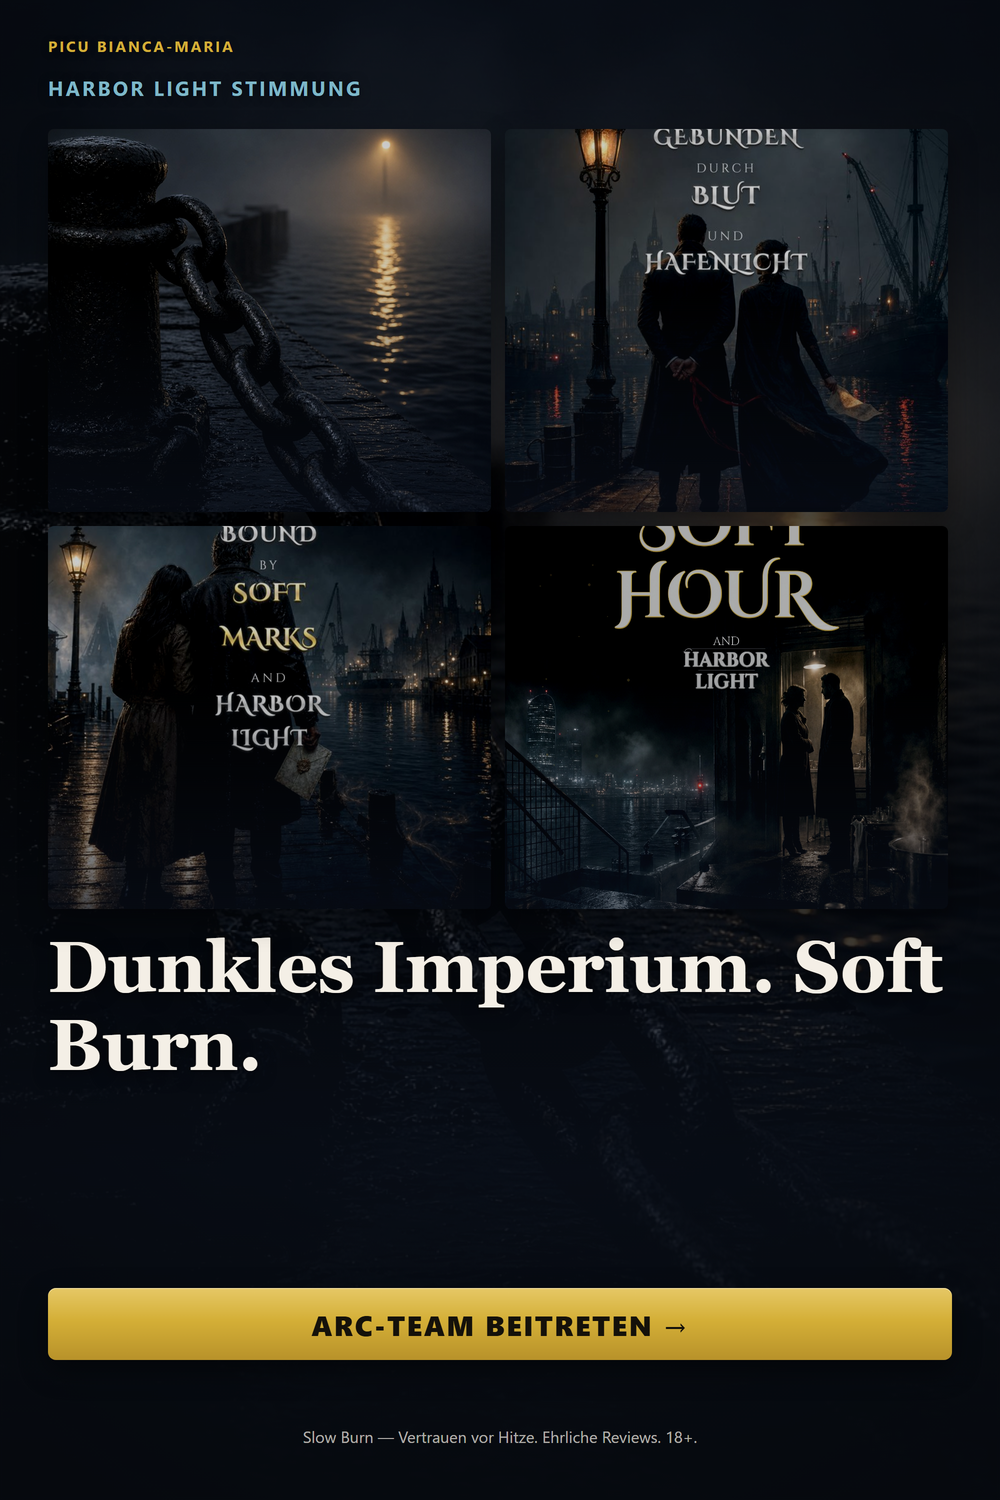 PICU BIANCA-MARIA
HARBOR LIGHT STIMMUNG
GEBUNDEN
DURCH
BLUT
UND
HAFENLICHT
BOUND
BY
SOFT
MARKS
AND
HARBOR
LIGHT
SOFT
HOUR
AND
HARBOR
LIGHT
Dunkles Imperium. Soft
Burn.
ARC-TEAM BEITRETEN →
Slow Burn — Vertrauen vor Hitze. Ehrliche Reviews. 18+.